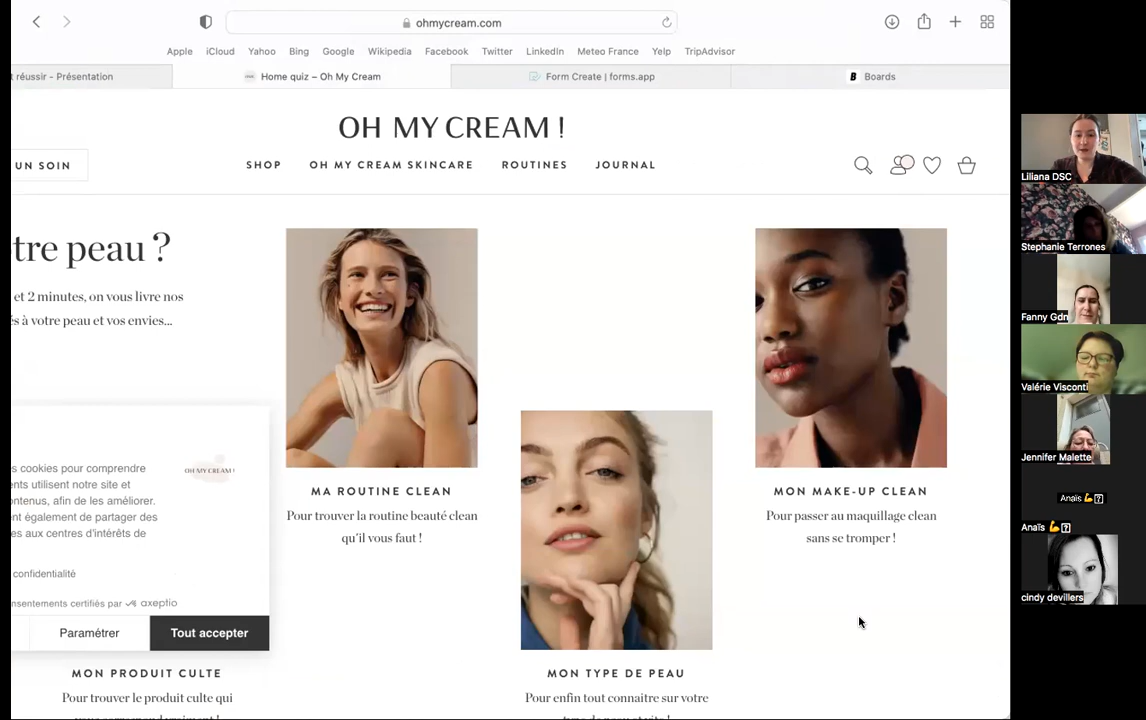 ohmycream.com
Apple iCloud Yahoo Bing Google Wikipedia Facebook Twitter LinkedIn Meteo France Yelp TripAdvisor
t réussir - Présentation
Home quiz – Oh My Cream
Form Create | forms.app
B Boards
OH MY CREAM !
UN SOIN
SHOP OH MY CREAM SKINCARE ROUTINES JOURNAL
tre peau ?
et 2 minutes, on vous livre nos
s à votre peau et vos envies...
s cookies pour comprendre
ents utilisent notre site et
ontenus, afin de les améliorer.
nt également de partager des
es aux centres d'intérêts de
OH MY CREAM !
confidentialité
nsentements certifiés par axeptio
Paramétrer
Tout accepter
MA ROUTINE CLEAN
Pour trouver la routine beauté clean
qu'il vous faut !
MON MAKE-UP CLEAN
Pour passer au maquillage clean
sans se tromper !
MON PRODUIT CULTE
Pour trouver le produit culte qui
MON TYPE DE PEAU
Pour enfin tout connaitre sur votre
Liliana DSC
Stephanie Terrones
Fanny Gdn
Valérie Visconti
Jennifer Malette
Anaïs 💪
Anaïs 💪
cindy devillers